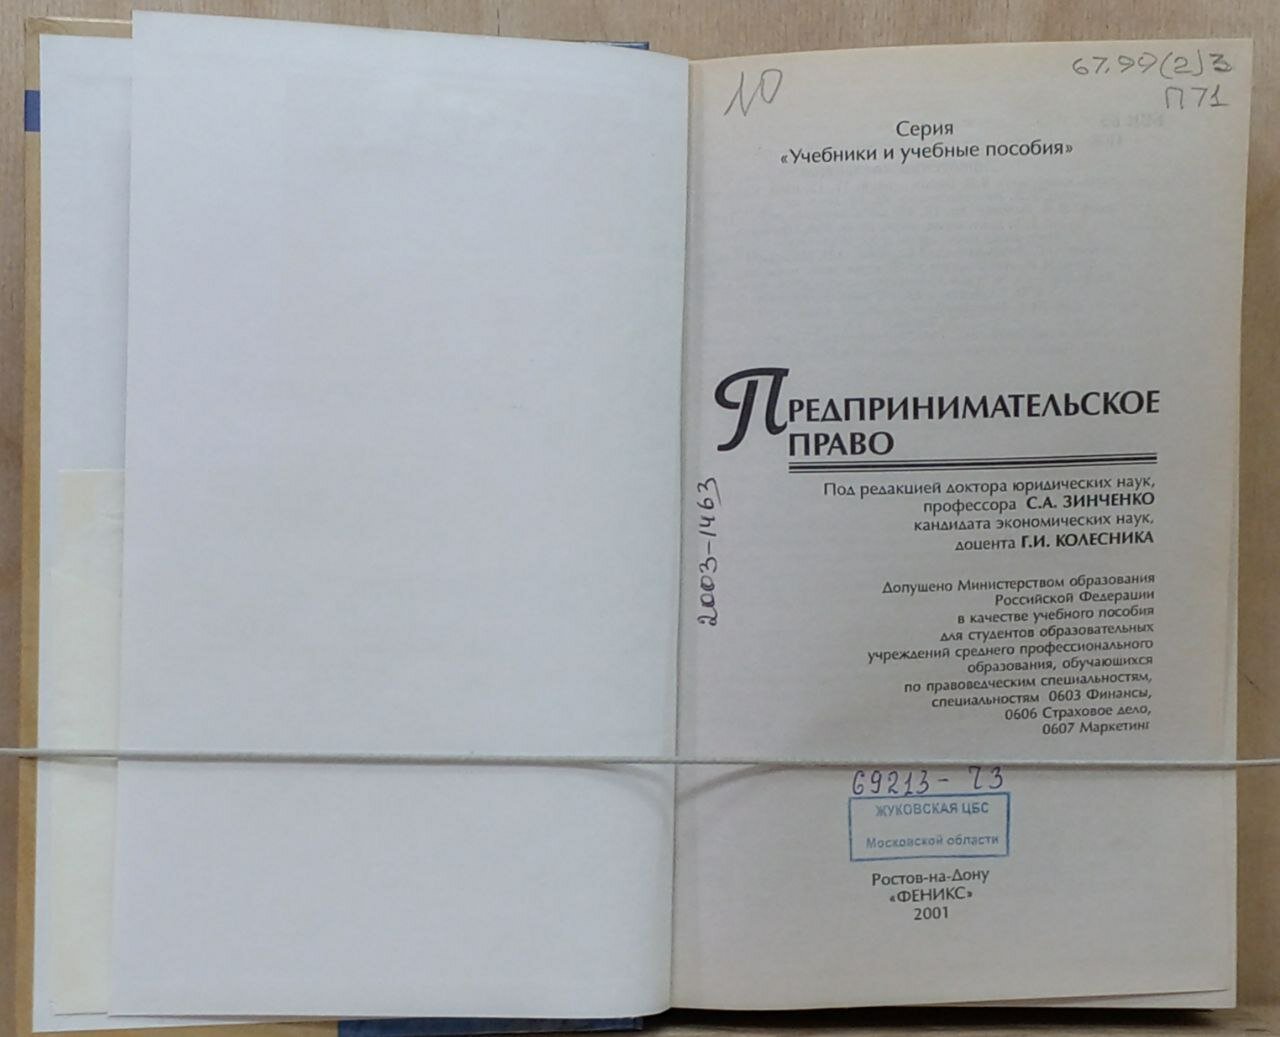 10
67.99(2)3
П71
Серия
«Учебники и учебные пособия»
ПРЕДПРИНИМАТЕЛЬСКОЕ
ПРАВО
Под редакцией доктора юридических наук,
профессора С.А. ЗИНЧЕНКО
кандидата экономических наук,
доцента Г.И. КОЛЕСНИКА
2003-1463
Допущено Министерством образования
Российской Федерации
в качестве учебного пособия
для студентов образовательных
учреждений среднего профессионального
образования, обучающихся
по правоведческим специальностям,
специальностям 0603 Финансы,
0606 Страховое дело,
0607 Маркетинг
69213-73
ЖУКОВСКАЯ ЦБС
Московской области
Ростов-на-Дону
«ФЕНИКС»
2001